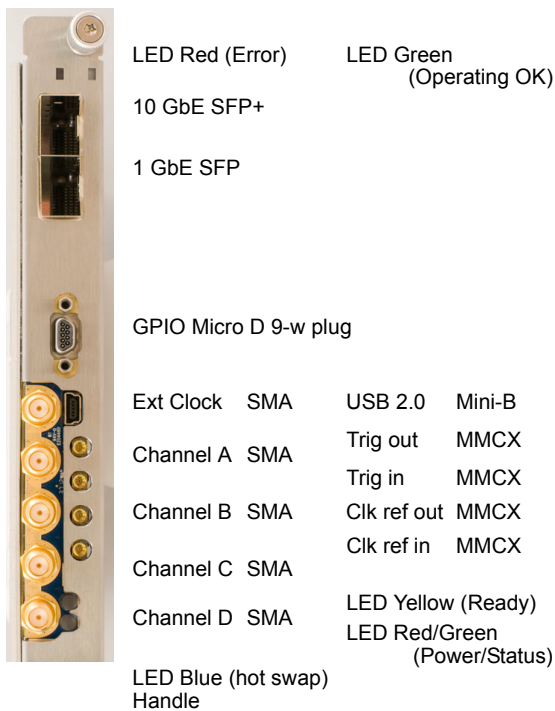 LED Red (Error) LED Green
(Operating OK)
10 GbE SFP+
1 GbE SFP
GPIO Micro D 9-w plug
Ext Clock SMA USB 2.0 Mini-B
Trig out MMCX
Channel A SMA
Trig in MMCX
Channel B SMA Clk ref out MMCX
Clk ref in MMCX
Channel C SMA
LED Yellow (Ready)
Channel D SMA
LED Red/Green
(Power/Status)
LED Blue (hot swap)
Handle